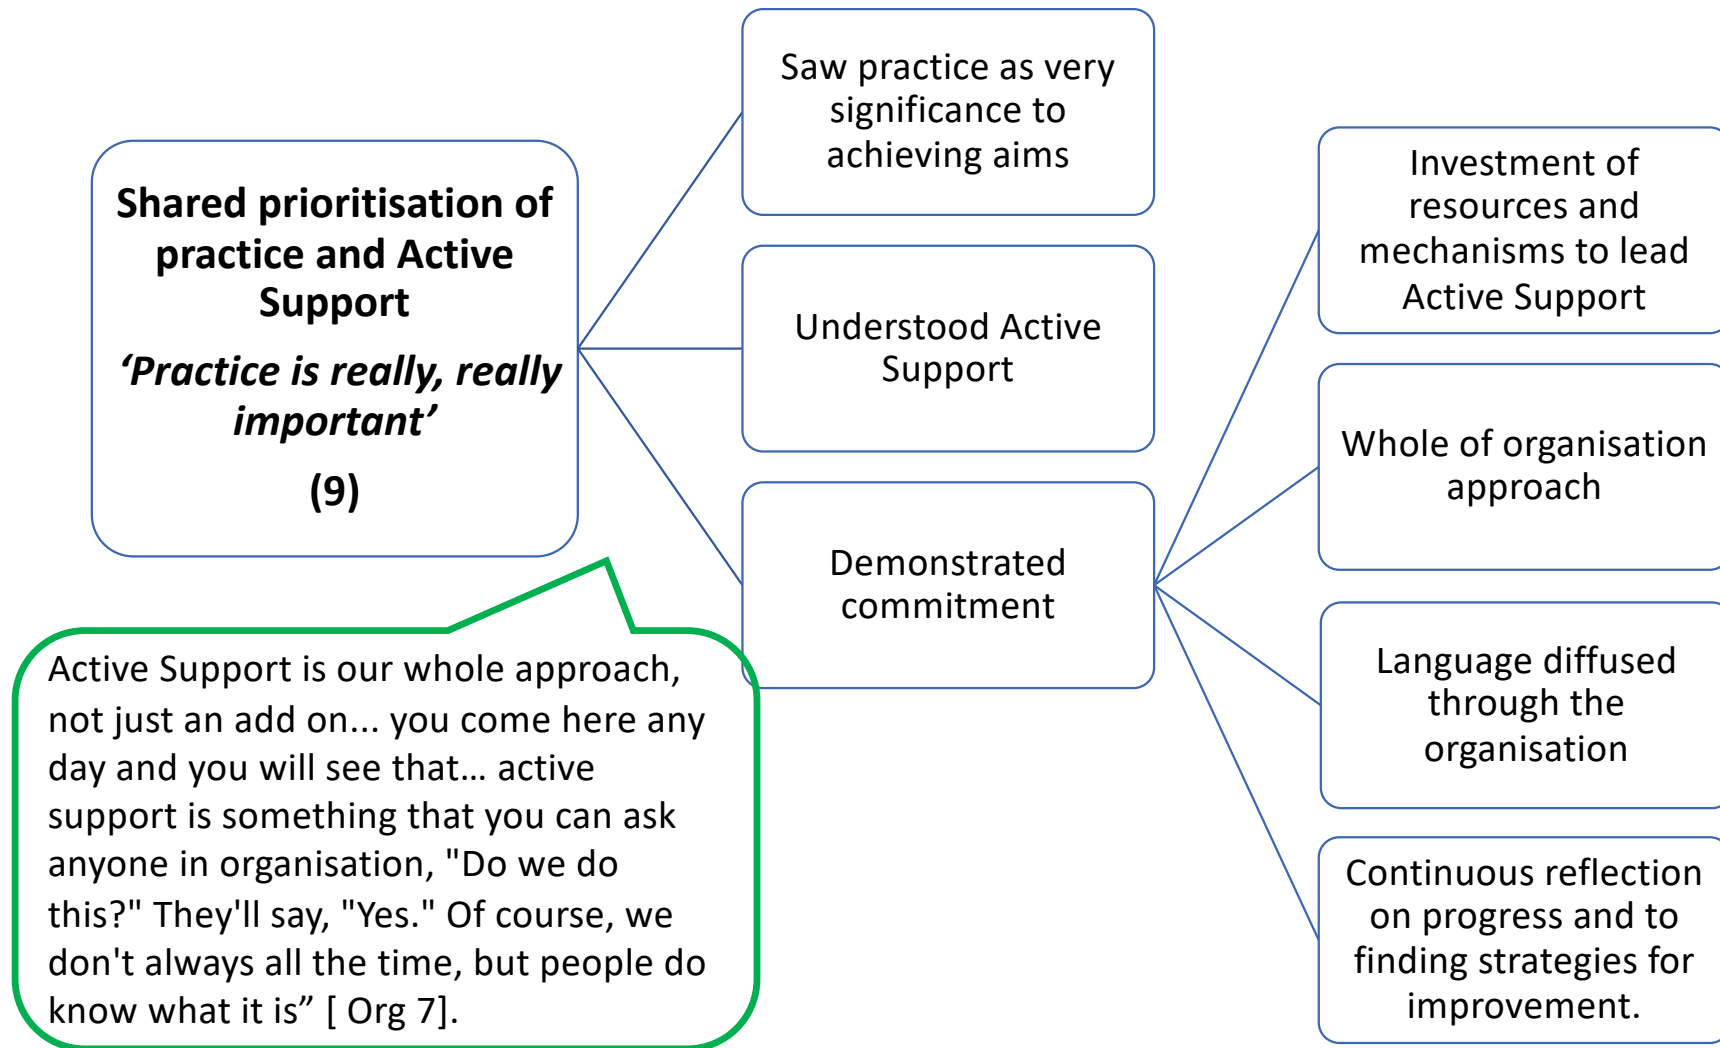 Shared prioritisation of
practice and Active
Support
‘Practice is really, really
important’
(9)
Saw practice as very
significance to
achieving aims
Understood Active
Support
Demonstrated
commitment
Investment of
resources and
mechanisms to lead
Active Support
Whole of organisation
approach
Language diffused
through the
organisation
Continuous reflection
on progress and to
finding strategies for
improvement.
Active Support is our whole approach,
not just an add on... you come here any
day and you will see that... active
support is something that you can ask
anyone in organisation, "Do we do
this?" They'll say, "Yes." Of course, we
don't always all the time, but people do
know what it is” [ Org 7].